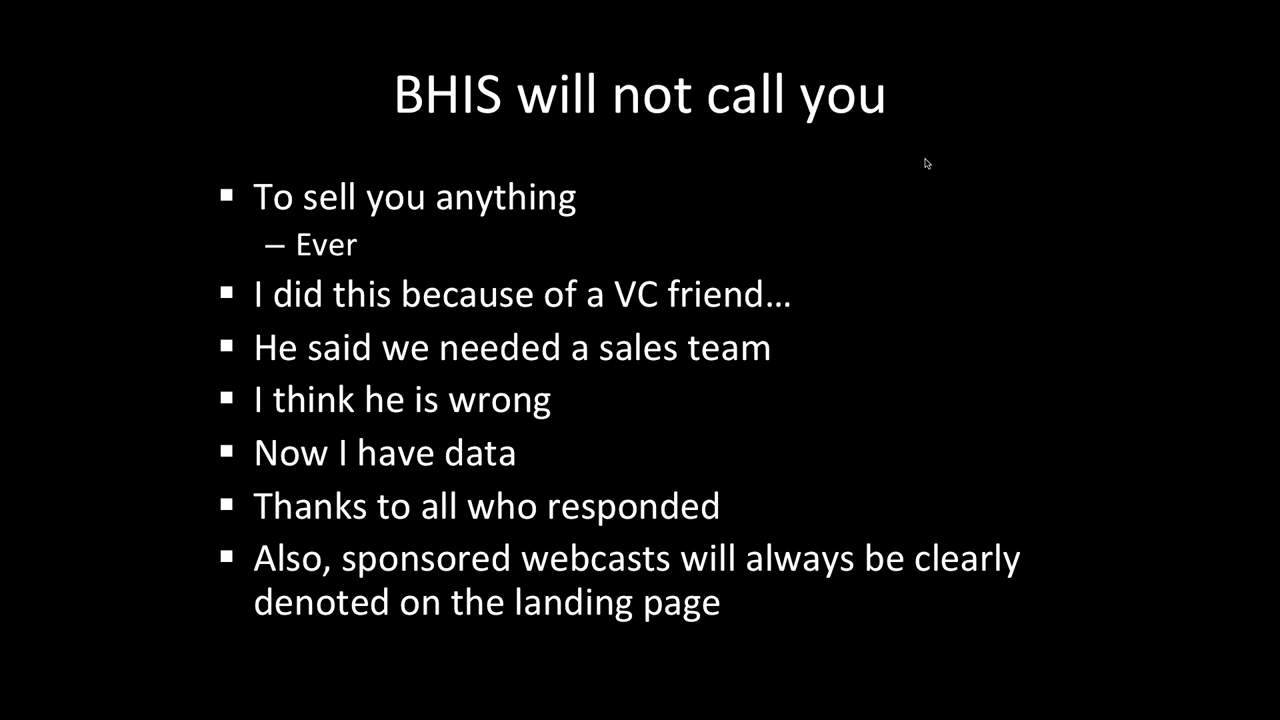 BHIS will not call you
▪ To sell you anything
– Ever
▪ I did this because of a VC friend…
▪ He said we needed a sales team
▪ I think he is wrong
▪ Now I have data
▪ Thanks to all who responded
▪ Also, sponsored webcasts will always be clearly
denoted on the landing page